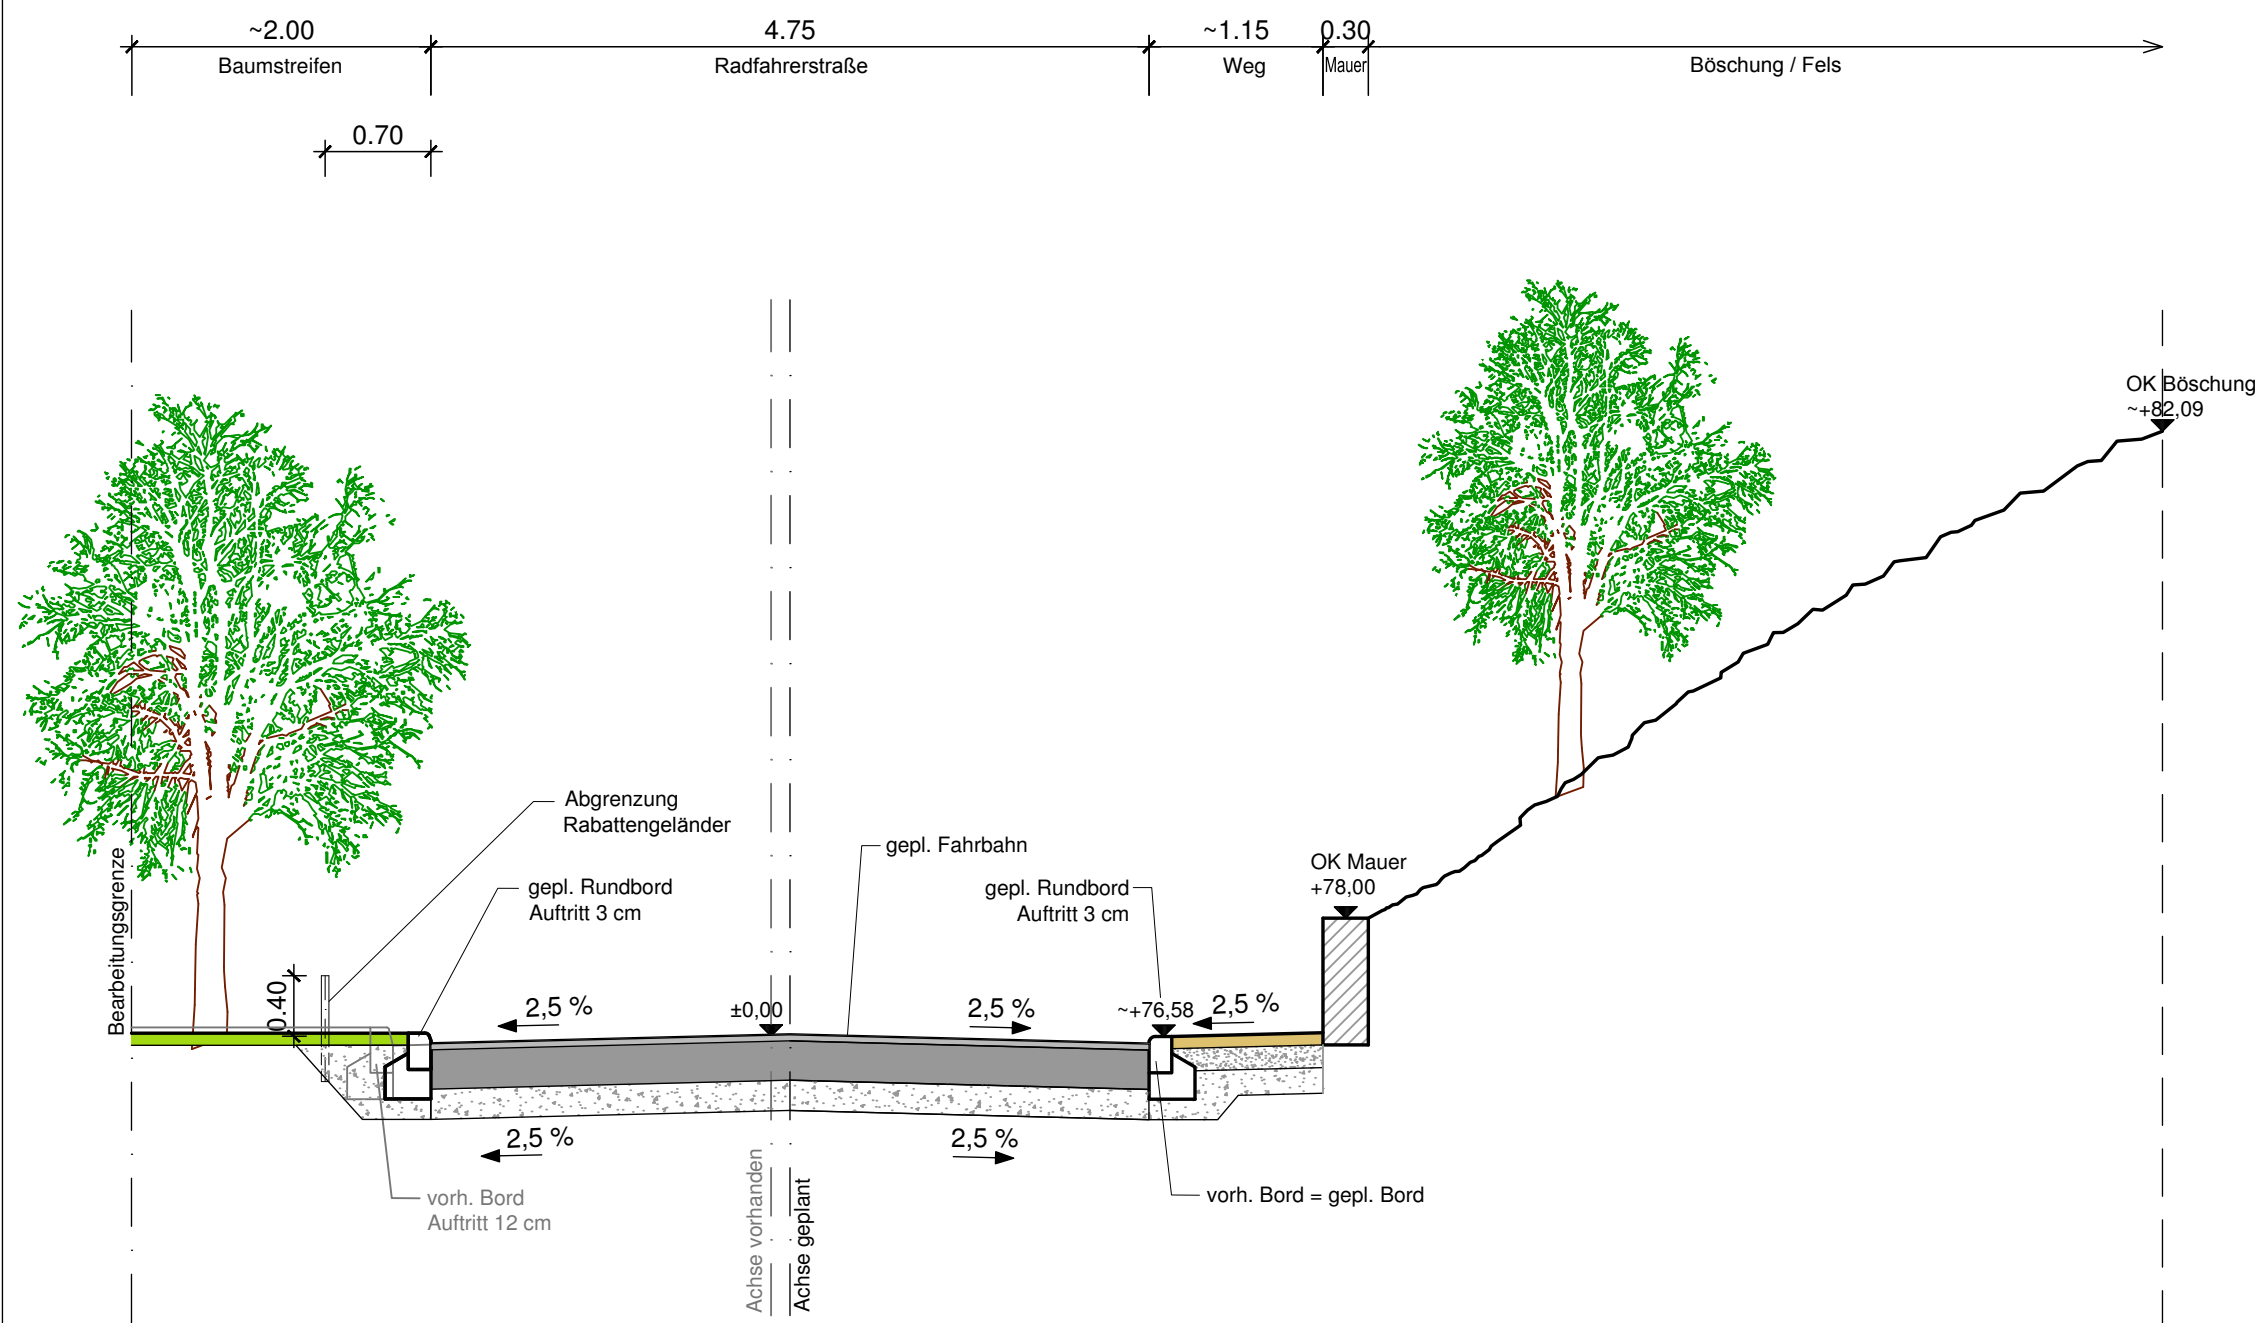 ~2.00
4.75
~1.15
0.30
Baumstreifen
Radfahrerstraße
Weg
Mauer
Böschung / Fels
0.70
OK Böschung
~+82,09
Abgrenzung
Rabattengeländer
gepl. Fahrbahn
OK Mauer
+78,00
gepl. Rundbord
Auftritt 3 cm
gepl. Rundbord
Auftritt 3 cm
Bearbeitungsgrenze
0.40
2,5 %
±0,00
2,5 %
~+76,58
2,5 %
2,5 %
2,5 %
vorh. Bord
Auftritt 12 cm
Achse vorhanden
Achse geplant
vorh. Bord = gepl. Bord